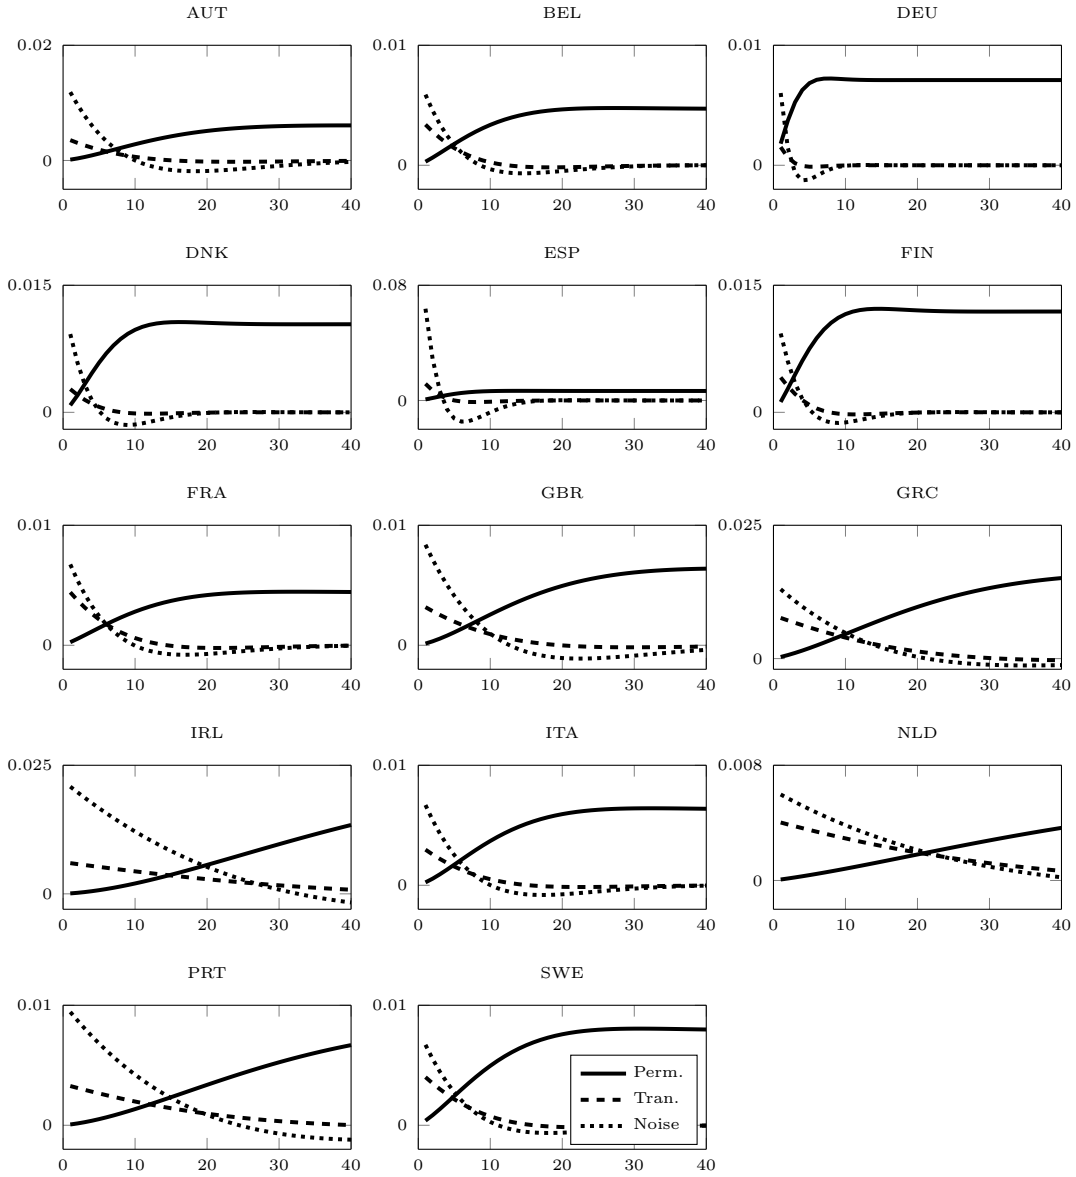 AUT BEL DEU
0.02 0.01 0.01
0 0 0
0 10 20 30 40 0 10 20 30 40 0 10 20 30 40
DNK ESP FIN
0.015 0.08 0.015
0 0 0
0 10 20 30 40 0 10 20 30 40 0 10 20 30 40
FRA GBR GRC
0.01 0.01 0.025
0 0 0
0 10 20 30 40 0 10 20 30 40 0 10 20 30 40
IRL ITA NLD
0.025 0.01 0.008
0 0 0
0 10 20 30 40 0 10 20 30 40 0 10 20 30 40
PRT SWE
0.01 0.01
Perm.
Tran.
0 0 Noise
0 10 20 30 40 0 10 20 30 40